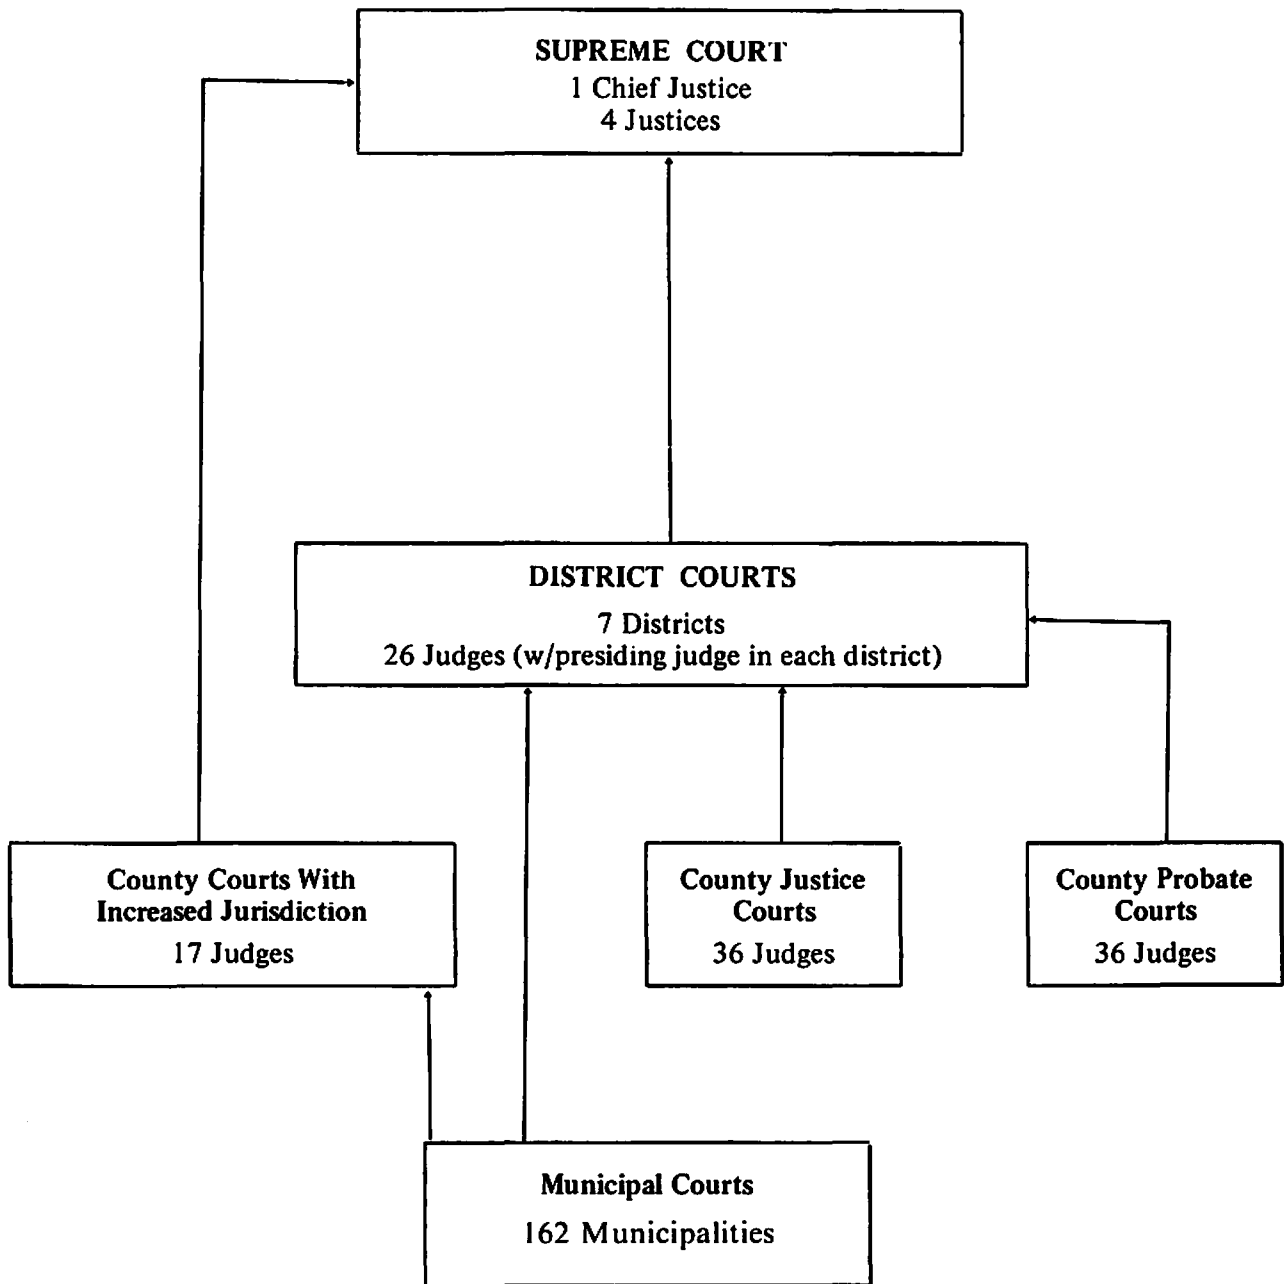 SUPREME COURT
1 Chief Justice
4 Justices
DISTRICT COURTS
7 Districts
26 Judges (w/presiding judge in each district)
County Courts With
Increased Jurisdiction
17 Judges
County Justice
Courts
36 Judges
County Probate
Courts
36 Judges
Municipal Courts
162 Municipalities